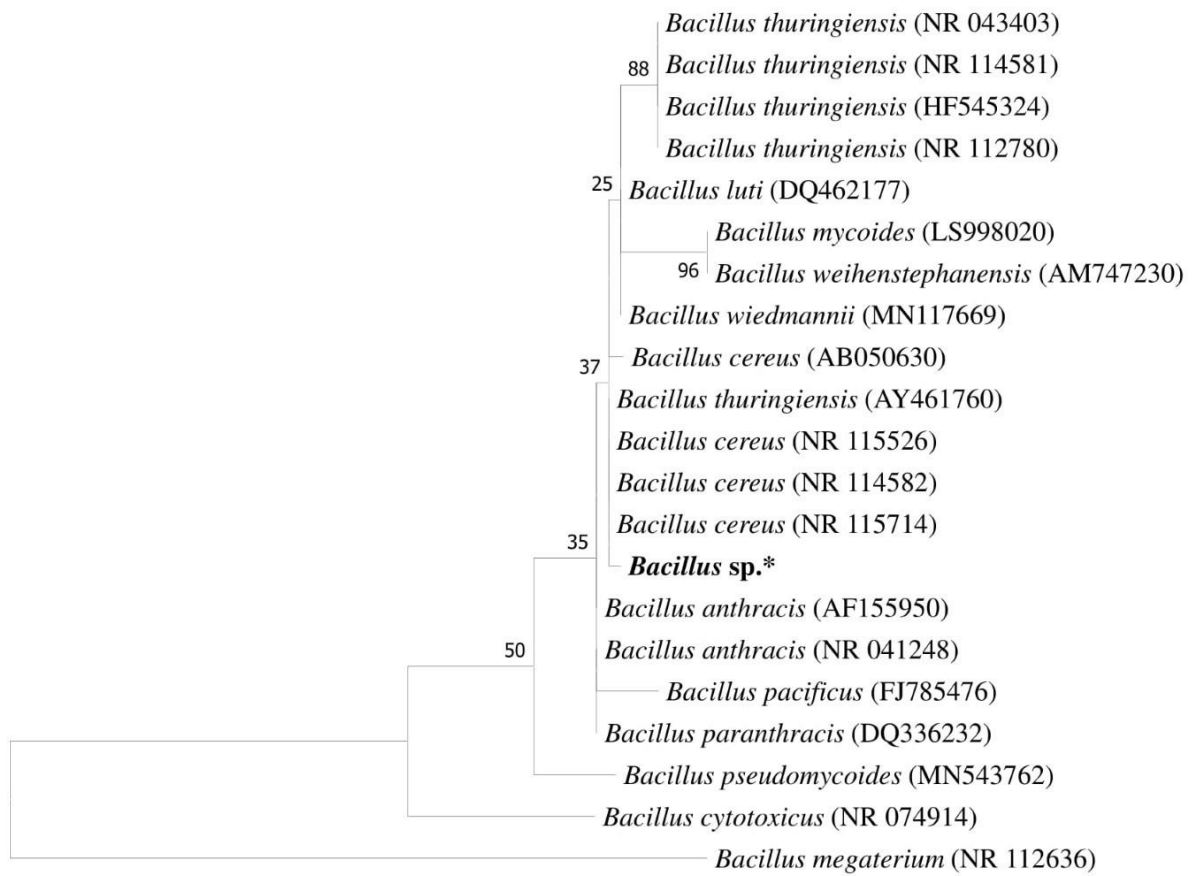 Bacillus thuringiensis (NR 043403)
88
Bacillus thuringiensis (NR 114581)
Bacillus thuringiensis (HF545324)
Bacillus thuringiensis (NR 112780)
25
Bacillus luti (DQ462177)
Bacillus mycoides (LS998020)
96
Bacillus weihenstephanensis (AM747230)
Bacillus wiedmannii (MN117669)
Bacillus cereus (AB050630)
37
Bacillus thuringiensis (AY461760)
Bacillus cereus (NR 115526)
Bacillus cereus (NR 114582)
Bacillus cereus (NR 115714)
35
Bacillus sp.*
Bacillus anthracis (AF155950)
50
Bacillus anthracis (NR 041248)
Bacillus pacificus (FJ785476)
Bacillus paranthracis (DQ336232)
Bacillus pseudomycoides (MN543762)
Bacillus cytotoxicus (NR 074914)
Bacillus megaterium (NR 112636)